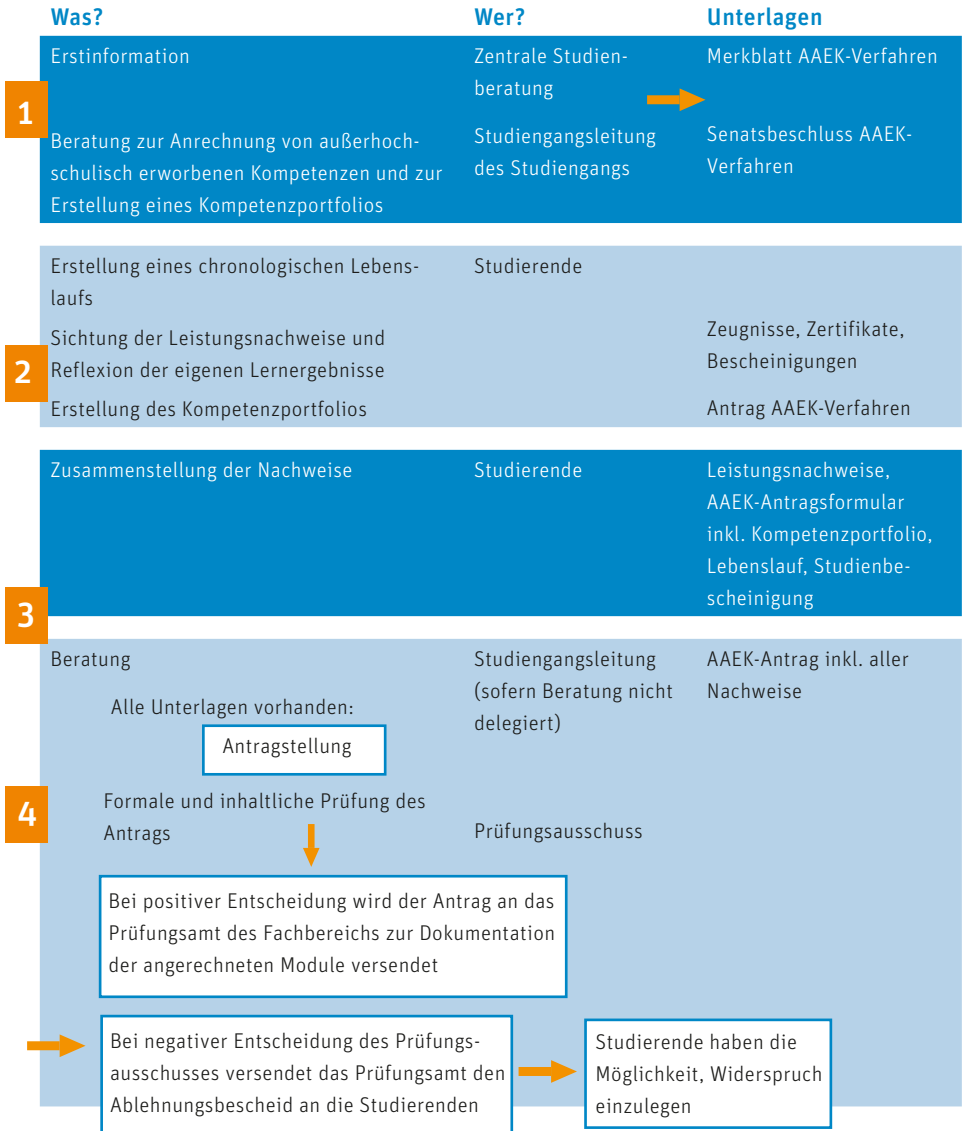 Was?
Wer?
Unterlagen
1
Erstinformation
Zentrale Studien-
beratung
Merkblatt AAEK-Verfahren
Beratung zur Anrechnung von außerhoch-
schulisch erworbenen Kompetenzen und zur
Erstellung eines Kompetenzportfolios
Studiengangsleitung
des Studiengangs
Senatsbeschluss AAEK-
Verfahren
2
Erstellung eines chronologischen Lebens-
laufs
Studierende
Sichtung der Leistungsnachweise und
Reflexion der eigenen Lernergebnisse
Zeugnisse, Zertifikate,
Bescheinigungen
Erstellung des Kompetenzportfolios
Antrag AAEK-Verfahren
3
Zusammenstellung der Nachweise
Studierende
Leistungsnachweise,
AAEK-Antragsformular
inkl. Kompetenzportfolio,
Lebenslauf, Studienbe-
scheinigung
4
Beratung
Studiengangsleitung
(sofern Beratung nicht
delegiert)
AAEK-Antrag inkl. aller
Nachweise
Alle Unterlagen vorhanden:
Antragstellung
Formale und inhaltliche Prüfung des
Antrags
Prüfungsausschuss
Bei positiver Entscheidung wird der Antrag an das
Prüfungsamt des Fachbereichs zur Dokumentation
der angerechneten Module versendet
Bei negativer Entscheidung des Prüfungs-
ausschusses versendet das Prüfungsamt den
Ablehnungsbescheid an die Studierenden
Studierende haben die
Möglichkeit, Widerspruch
einzulegen